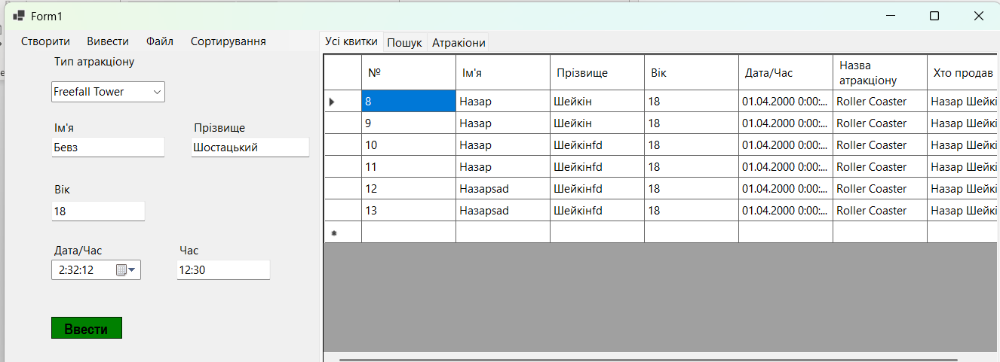 Form1
Створити Вивести Файл Сортирування
Усі квитки Пошук Атракіони
Тип атракціону
Freefall Tower
Ім'я Прізвище
Бевз Шостацький
Вік
18
Дата/Час Час
2:32:12 12:30
Ввести
№ Ім'я Прізвище Вік Дата/Час Назва атракціону Хто продав
8 Назар Шейкін 18 01.04.2000 0:00:... Roller Coaster Назар Шейкі
9 Назар Шейкін 18 01.04.2000 0:00:... Roller Coaster Назар Шейкі
10 Назар Шейкінfd 18 01.04.2000 0:00:... Roller Coaster Назар Шейкі
11 Назар Шейкінfd 18 01.04.2000 0:00:... Roller Coaster Назар Шейкі
12 Назарsad Шейкінfd 18 01.04.2000 0:00:... Roller Coaster Назар Шейкі
13 Назарsad Шейкінfd 18 01.04.2000 0:00:... Roller Coaster Назар Шейкі